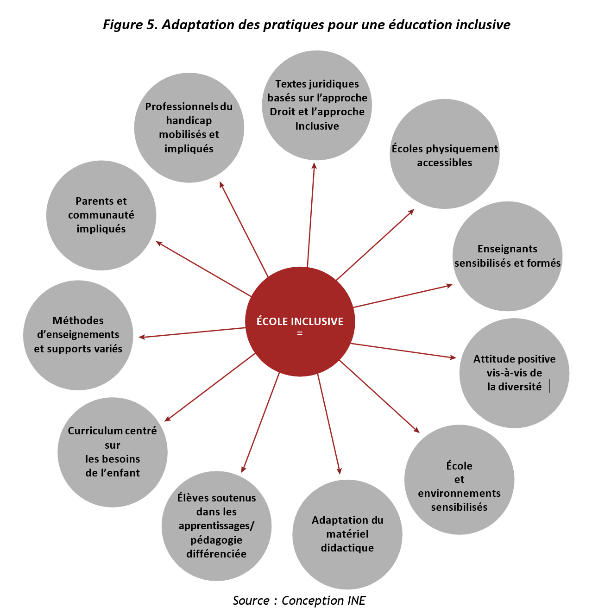 Figure 5. Adaptation des pratiques pour une éducation inclusive
Textes juridiques
basés sur l'approche
Droit et l'approche
Inclusive
Écoles physiquement
accessibles
Enseignants
sensibilisés et formés
Attitude positive
vis-à-vis de
la diversité
École
et
environnements
sensibilisés
Adaptation du
matériel
didactique
Élèves soutenus
dans les
apprentissages/
pédagogie
différenciée
Curriculum centré
sur
les besoins
de l'enfant
Méthodes
d'enseignements
et supports variés
Parents et
communauté
impliqués
Professionnels du
handicap
mobilisés et
impliqués
ÉCOLE INCLUSIVE
=
Source : Conception INE